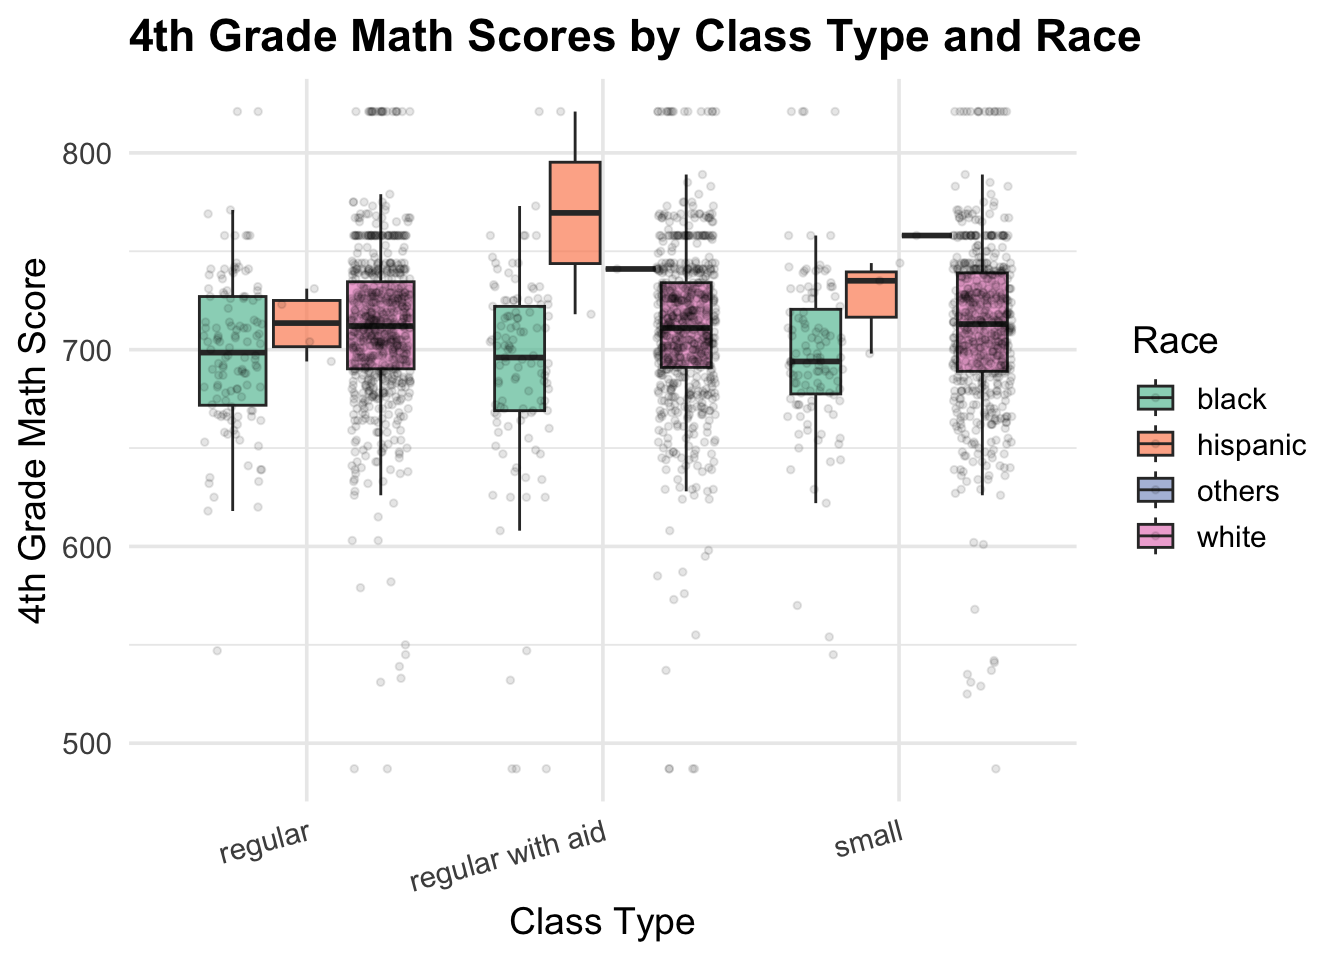 4th Grade Math Scores by Class Type and Race
4th Grade Math Score
800
700
600
500
regular
regular with aid
small
Class Type
Race
black
hispanic
others
white